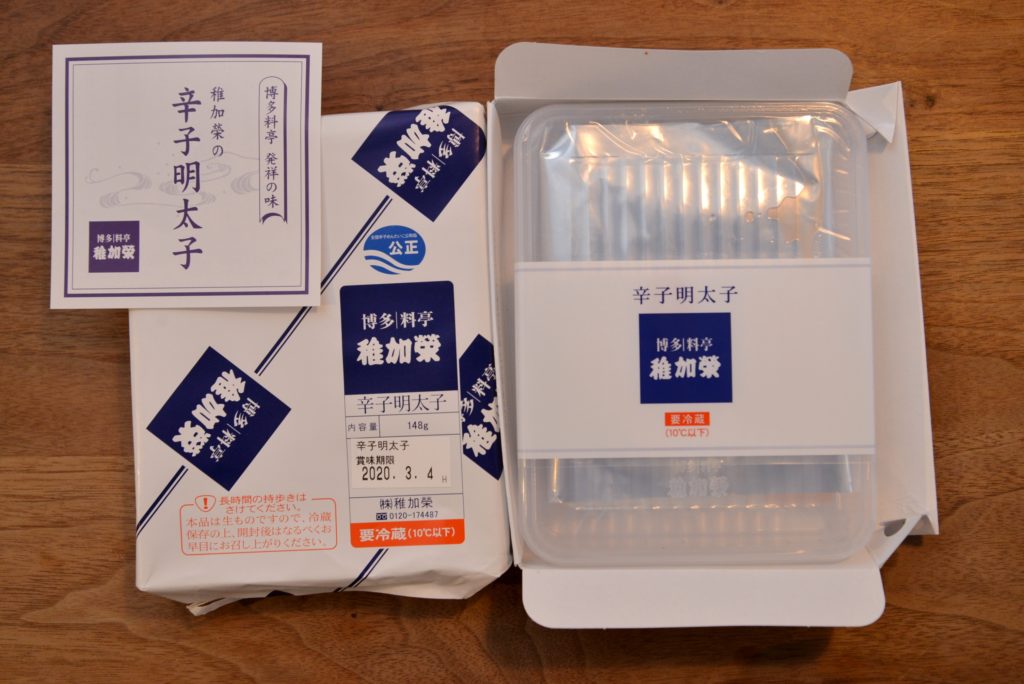 博多料亭 発祥の味
稚加榮の
辛子明太子
博多|料亭
稚加榮
博多|料亭
稚加榮
公正
博多|料亭
稚加榮
辛子明太子
内容量 148g
辛子明太子
賞味期限
2020. 3. 4 H
㈱稚加榮
0120-174487
要冷蔵(10℃以下)
博多|料亭
稚加榮
長時間の持歩きは
さけてください。
本品は生ものですので、冷蔵
保存の上、開封後はなるべくお
早目にお召し上がりください。
辛子明太子
博多|料亭
稚加榮
要冷蔵
(10℃以下)
稚加榮